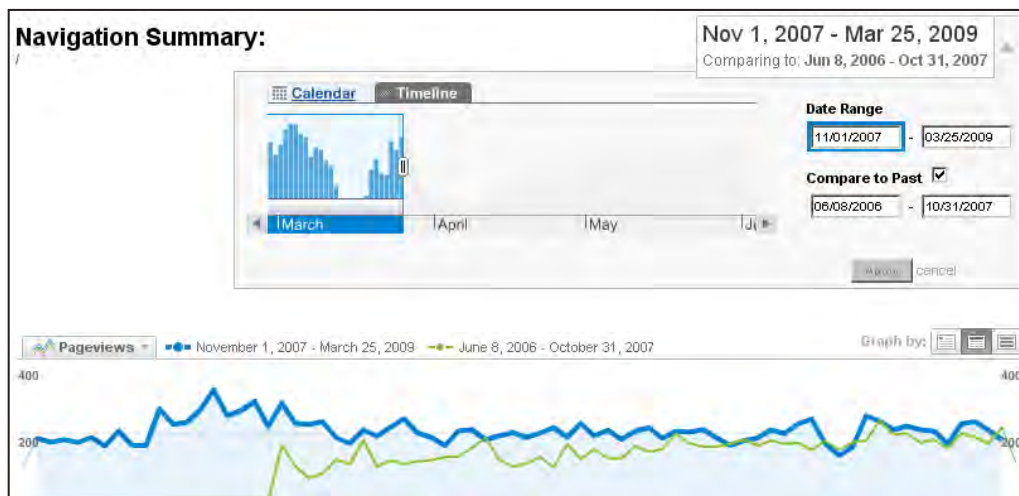 Navigation Summary:
/
Nov 1, 2007 - Mar 25, 2009
Comparing to: Jun 8, 2006 - Oct 31, 2007
Calendar
Timeline
March
April
May
Date Range
11/01/2007 - 03/25/2009
Compare to Past
06/08/2006 - 10/31/2007
Apply cancel
Pageviews November 1, 2007 - March 25, 2009 June 8, 2006 - October 31, 2007
Graph by:
400 400
200 200